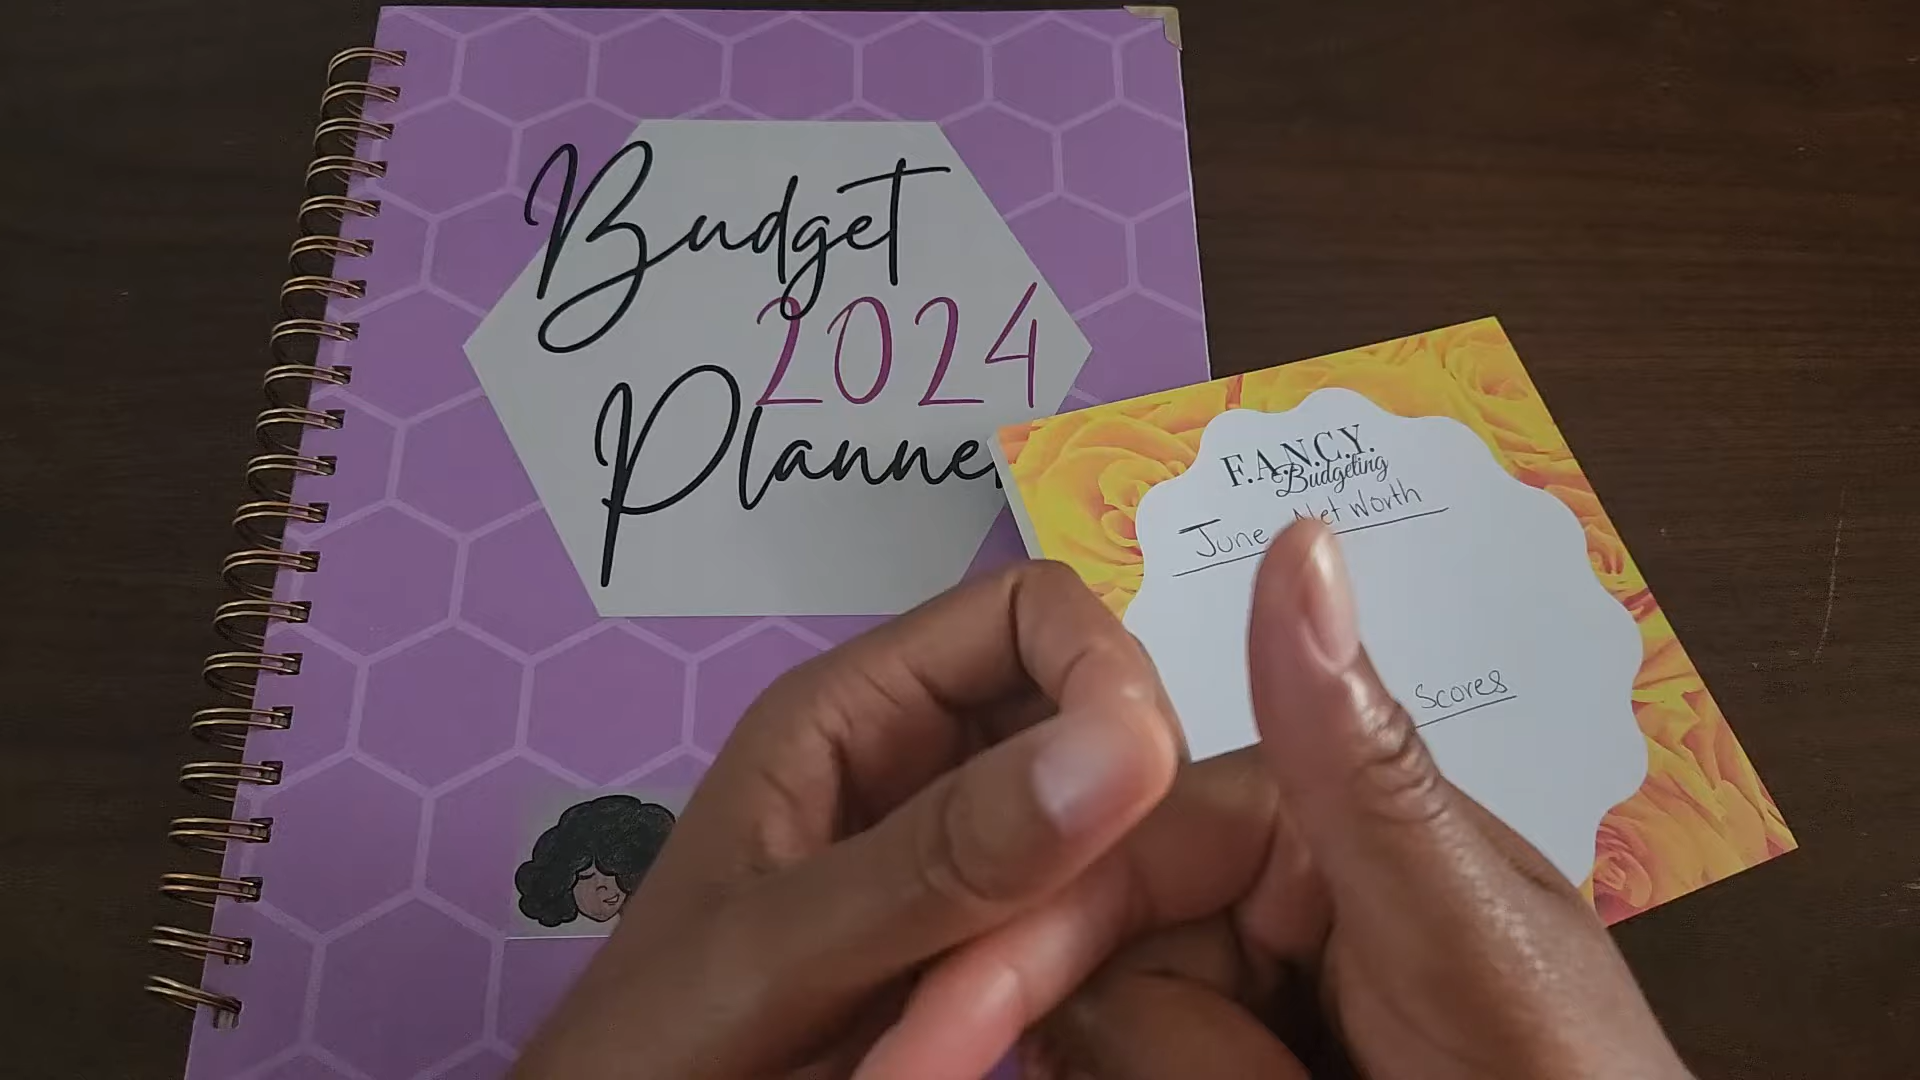 Budget
2024
Planner
F.A.N.C.Y.
Budgeting
June Net Worth
Scores